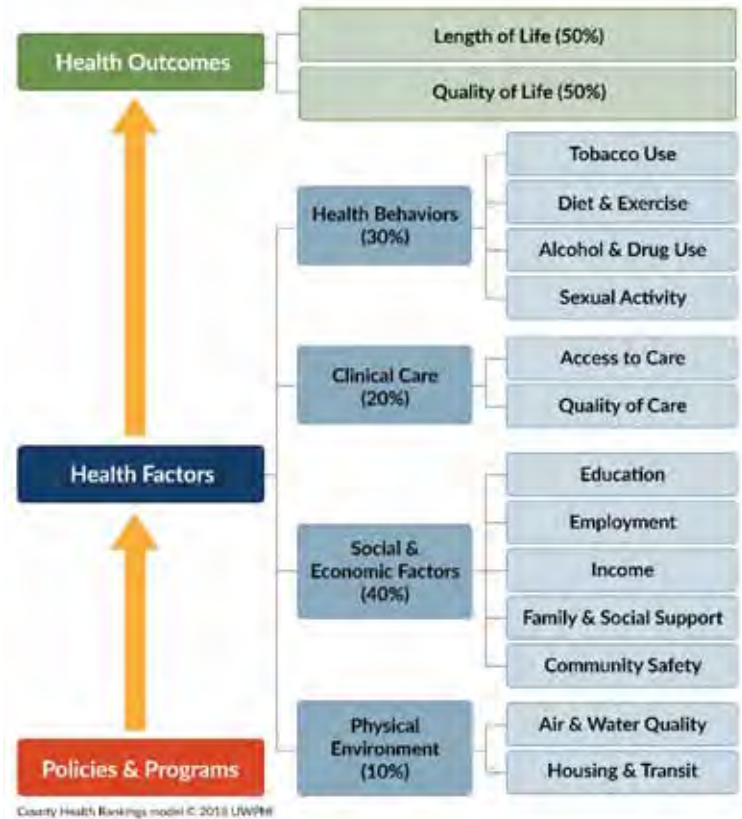 Health Outcomes
Length of Life (50%)
Quality of Life (50%)
Health Behaviors
(30%)
Tobacco Use
Diet & Exercise
Alcohol & Drug Use
Sexual Activity
Clinical Care
(20%)
Access to Care
Quality of Care
Health Factors
Social &
Economic Factors
(40%)
Education
Employment
Income
Family & Social Support
Community Safety
Physical
Environment
(10%)
Air & Water Quality
Housing & Transit
Policies & Programs
County Health Rankings model © UWPHI